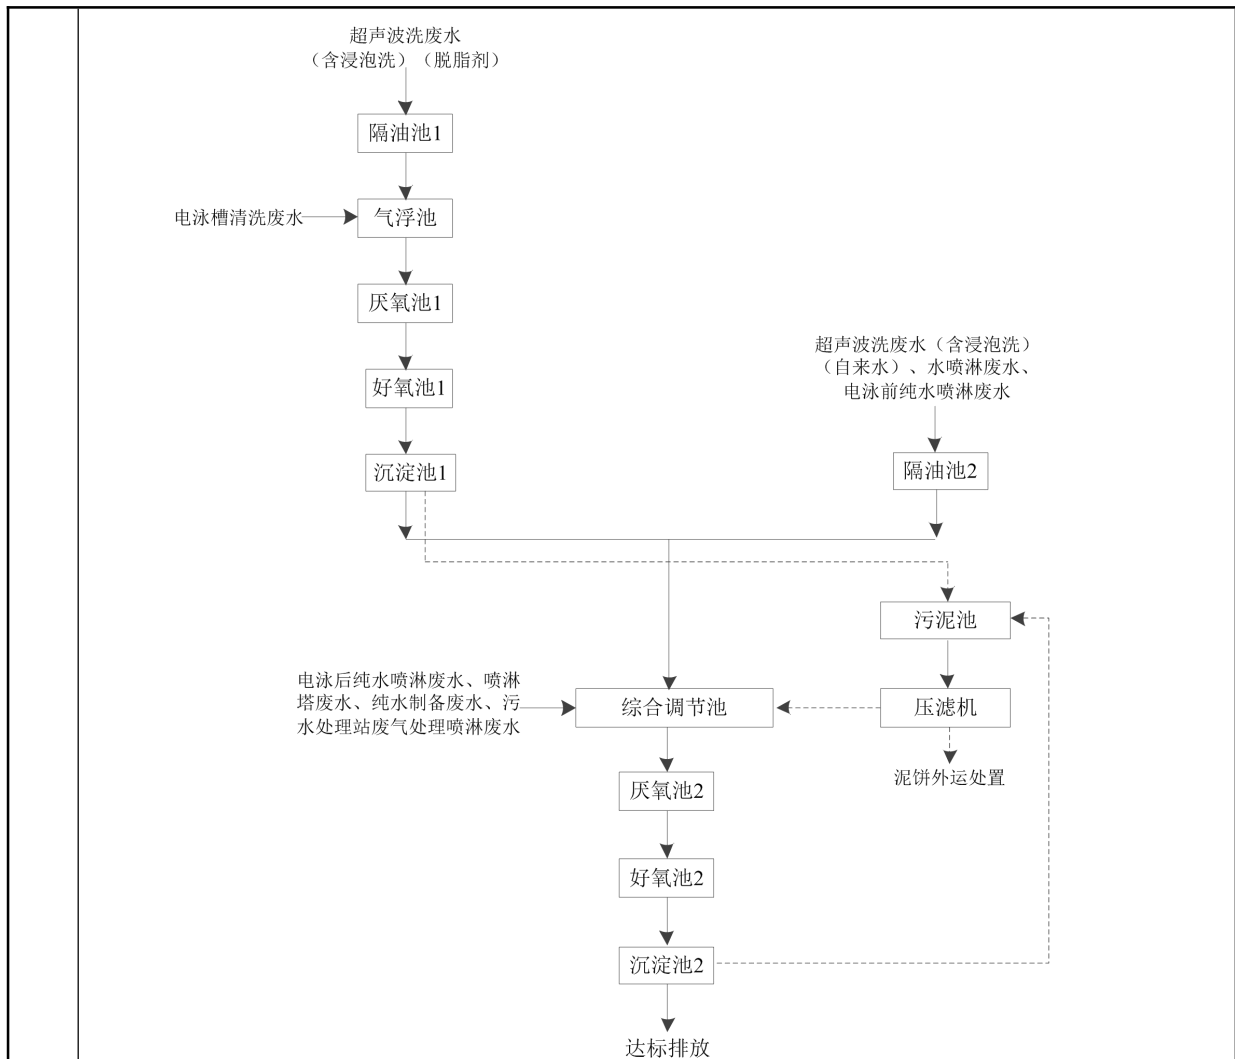 超声波洗废水
（含浸泡洗）（脱脂剂）
隔油池1
电泳槽清洗废水
气浮池
厌氧池1
好氧池1
沉淀池1
超声波洗废水（含浸泡洗）
（自来水）、水喷淋废水、
电泳前纯水喷淋废水
隔油池2
污泥池
电泳后纯水喷淋废水、喷淋
塔废水、纯水制备废水、污
水处理站废气处理喷淋废水
综合调节池
压滤机
泥饼外运处置
厌氧池2
好氧池2
沉淀池2
达标排放